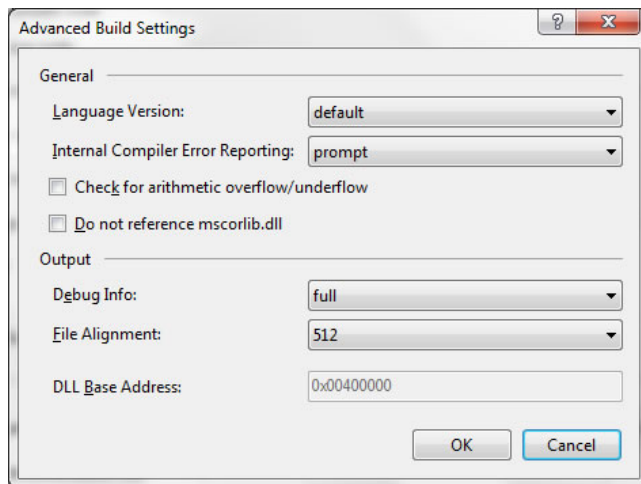 Advanced Build Settings
General
Language Version: default
Internal Compiler Error Reporting: prompt
Check for arithmetic overflow/underflow
Do not reference mscorlib.dll
Output
Debug Info: full
File Alignment: 512
DLL Base Address: 0x00400000
OK Cancel